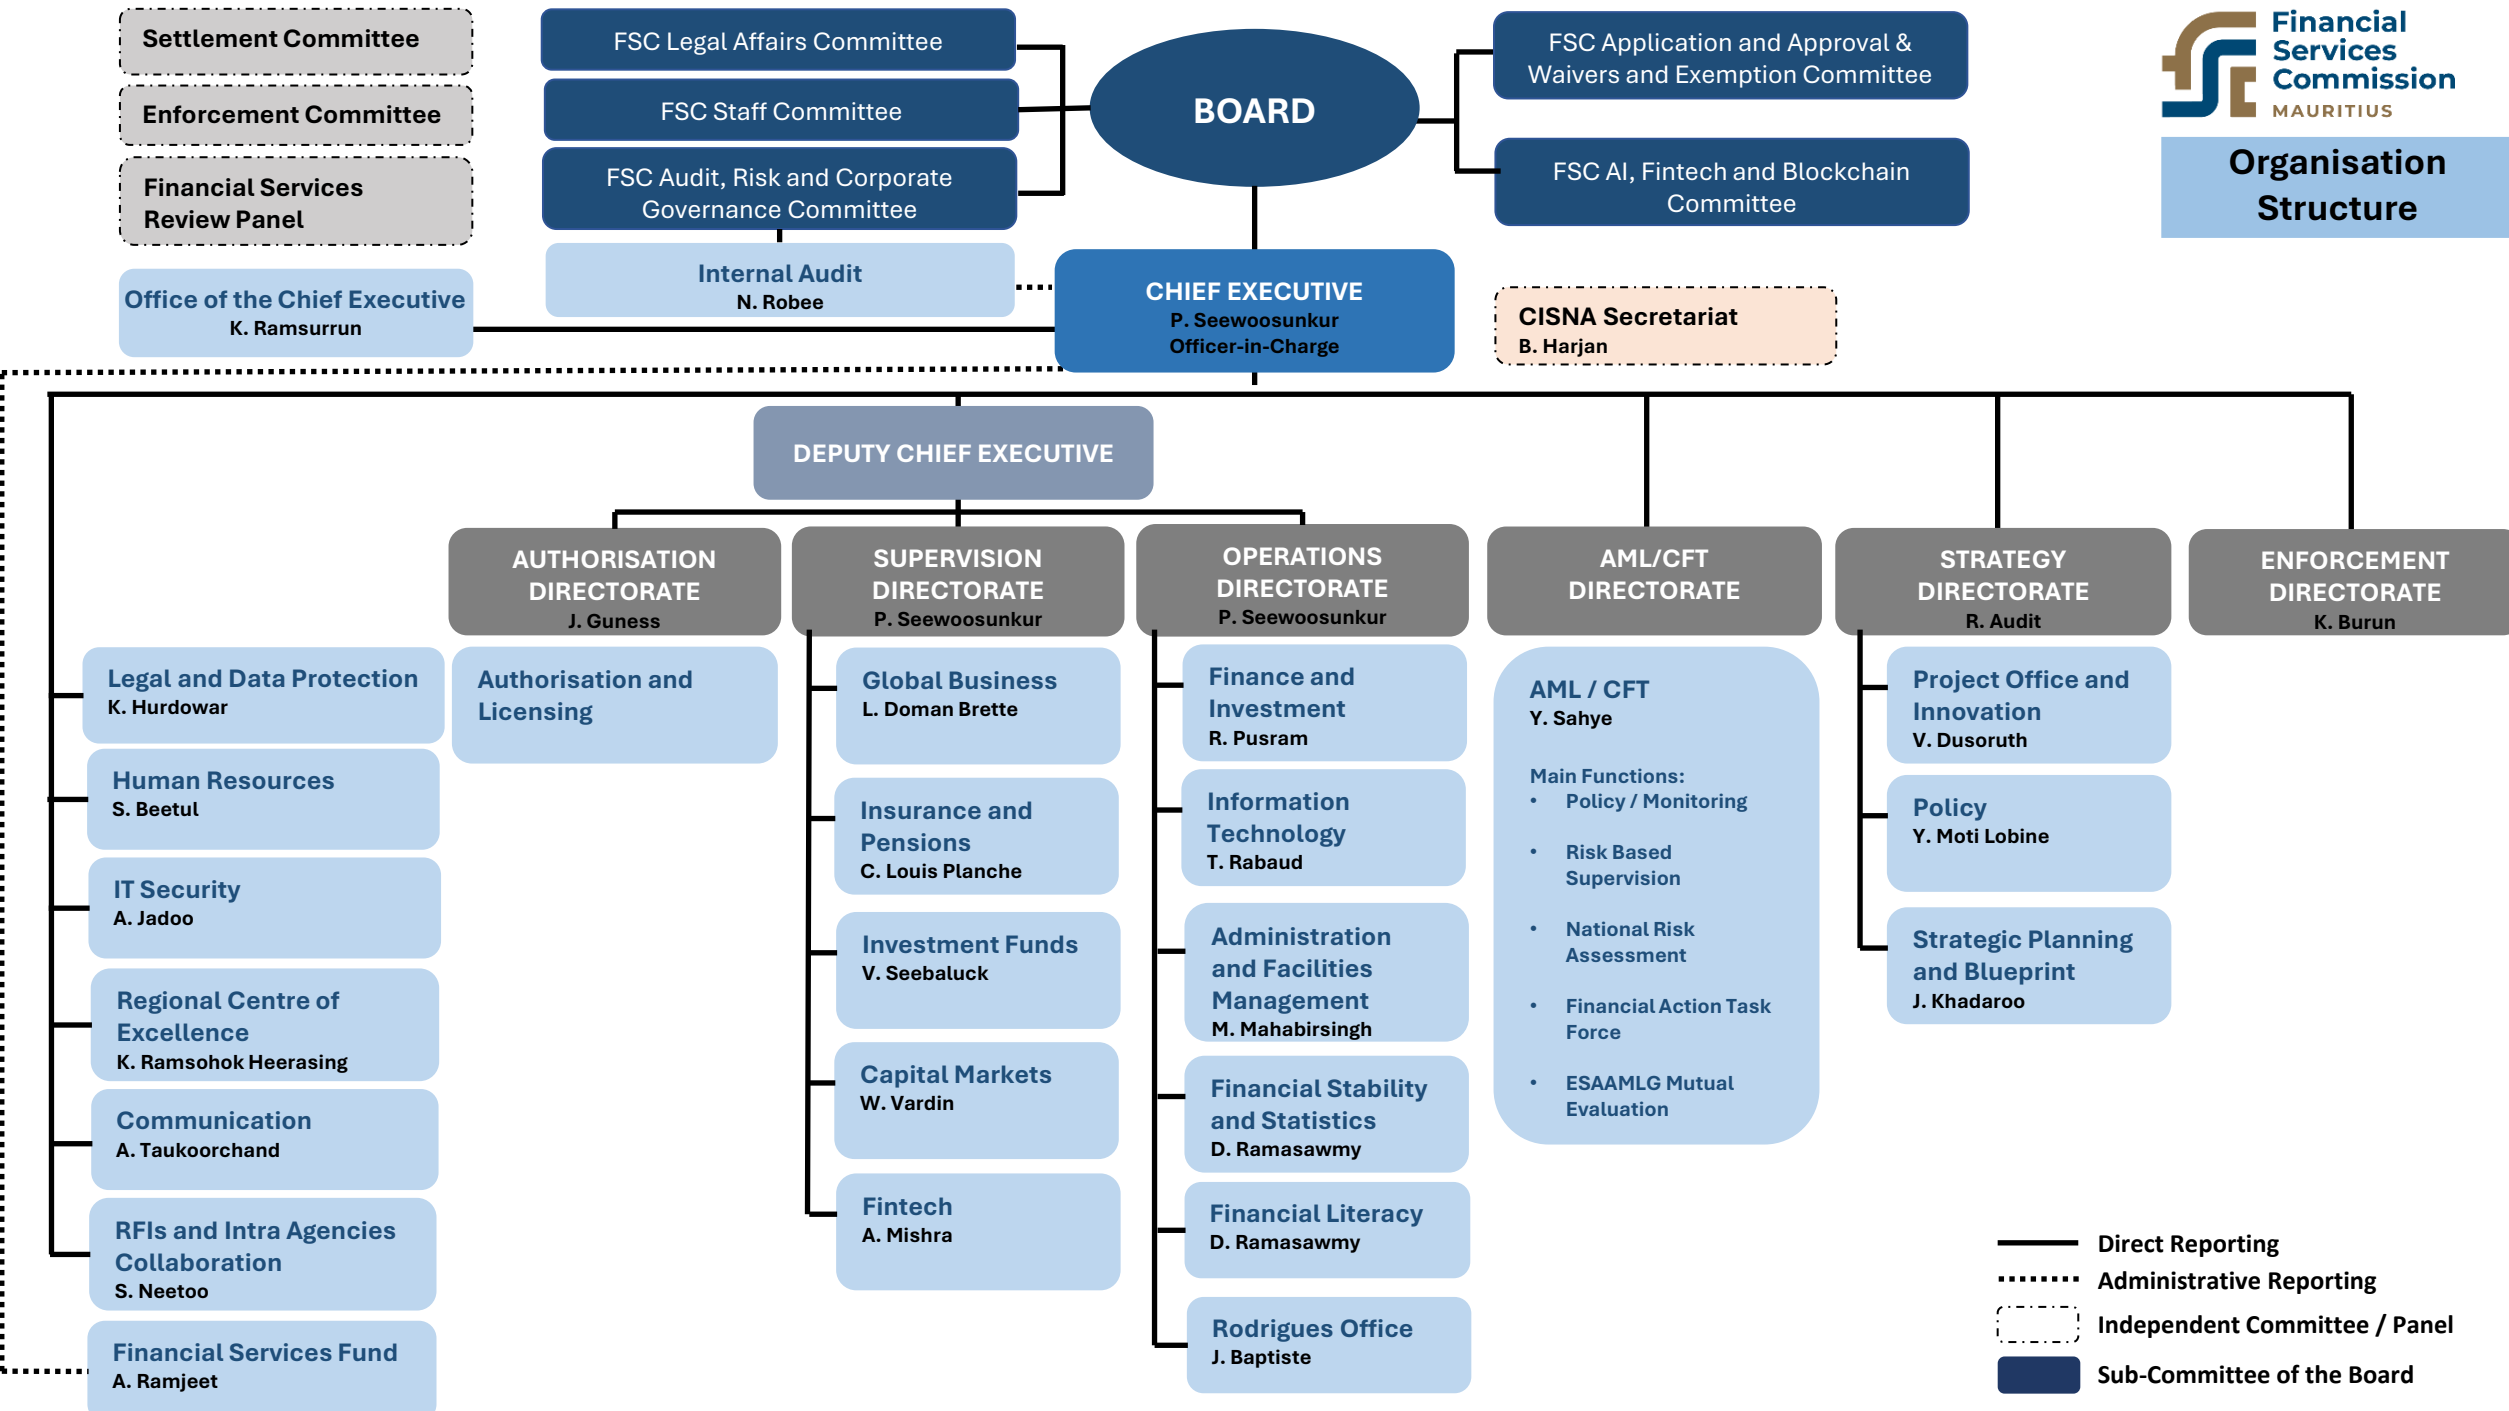 Settlement Committee
Enforcement Committee
Financial Services
Review Panel
FSC Legal Affairs Committee
FSC Staff Committee
FSC Audit, Risk and Corporate
Governance Committee
BOARD
FSC Application and Approval &
Waivers and Exemption Committee
FSC AI, Fintech and Blockchain
Committee
Financial
Services
Commission
MAURITIUS
Organisation
Structure
Office of the Chief Executive
K. Ramsurrun
Internal Audit
N. Robee
CHIEF EXECUTIVE
P. Seewoosunkur
Officer-in-Charge
CISNA Secretariat
B. Harjan
DEPUTY CHIEF EXECUTIVE
AUTHORISATION
DIRECTORATE
J. Guness
SUPERVISION
DIRECTORATE
P. Seewoosunkur
OPERATIONS
DIRECTORATE
P. Seewoosunkur
AML/CFT
DIRECTORATE
STRATEGY
DIRECTORATE
R. Audit
ENFORCEMENT
DIRECTORATE
K. Burun
Legal and Data Protection
K. Hurdowar
Human Resources
S. Beetul
IT Security
A. Jadoo
Regional Centre of
Excellence
K. Ramsohok Heerasing
Communication
A. Taukoorchand
RFIs and Intra Agencies
Collaboration
S. Neetoo
Financial Services Fund
A. Ramjeet
Authorisation and
Licensing
Global Business
L. Doman Brette
Insurance and
Pensions
C. Louis Planche
Investment Funds
V. Seebaluck
Capital Markets
W. Vardin
Fintech
A. Mishra
Finance and
Investment
R. Pusram
Information
Technology
T. Rabaud
Administration
and Facilities
Management
M. Mahabirsingh
Financial Stability
and Statistics
D. Ramasawmy
Financial Literacy
D. Ramasawmy
Rodrigues Office
J. Baptiste
AML / CFT
Y. Sahye
Main Functions:
• Policy / Monitoring
• Risk Based
Supervision
• National Risk
Assessment
• Financial Action Task
Force
• ESAAMLG Mutual
Evaluation
Project Office and
Innovation
V. Dusoruth
Policy
Y. Moti Lobine
Strategic Planning
and Blueprint
J. Khadaroo
Direct Reporting
Administrative Reporting
Independent Committee / Panel
Sub-Committee of the Board